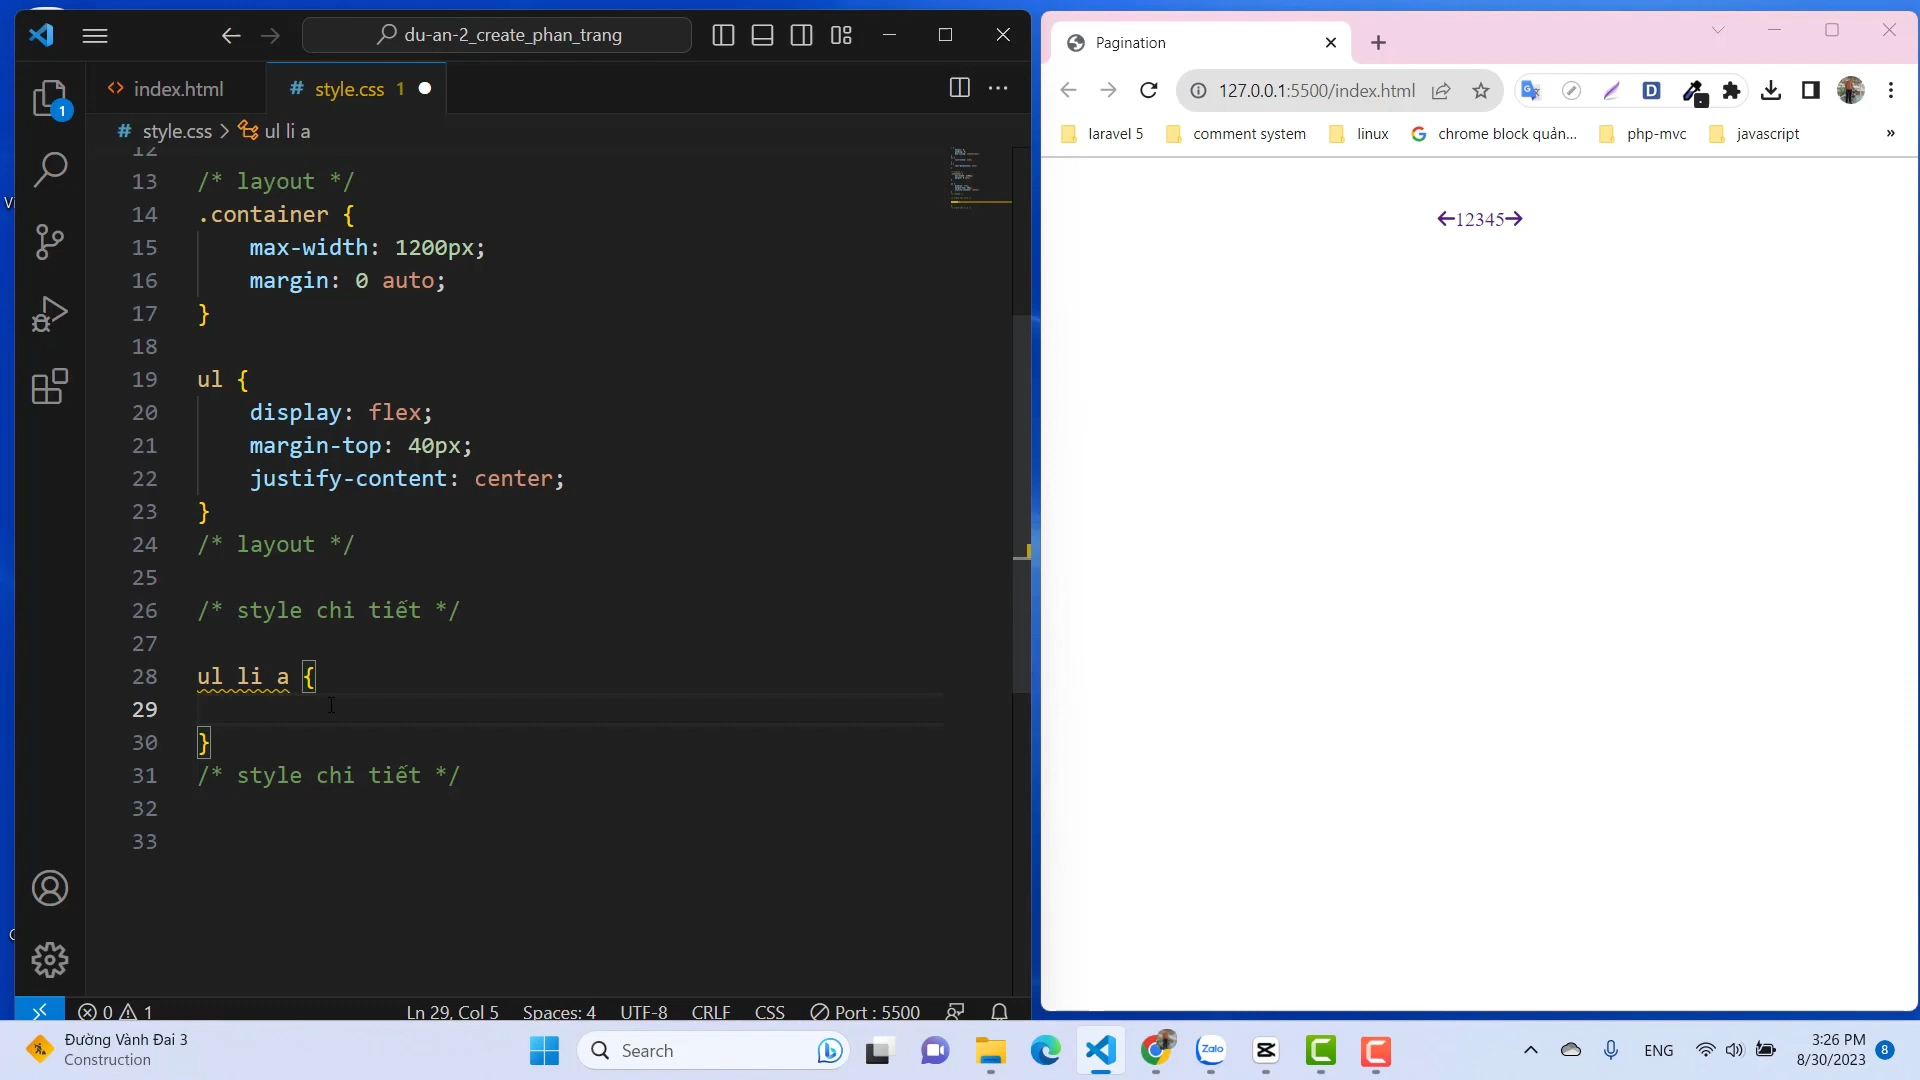 du-an-2_create_phan_trang
index.html
style.css 1
style.css > ul li a
12
13 /* layout */
14 .container {
15 max-width: 1200px;
16 margin: 0 auto;
17 }
18
19 ul {
20 display: flex;
21 margin-top: 40px;
22 justify-content: center;
23 }
24 /* layout */
25
26 /* style chi tiết */
27
28 ul li a {
29
30 }
31 /* style chi tiết */
32
33
1
0 1
Ln 29, Col 5
Spaces: 4
UTF-8
CRLF
CSS
Port : 5500
Pagination
127.0.0.1:5500/index.html
laravel 5
comment system
linux
chrome block quản...
php-mvc
javascript
»
←12345→
Đường Vành Đai 3
Construction
Search
Zalo
ENG
3:26 PM
8/30/2023
8